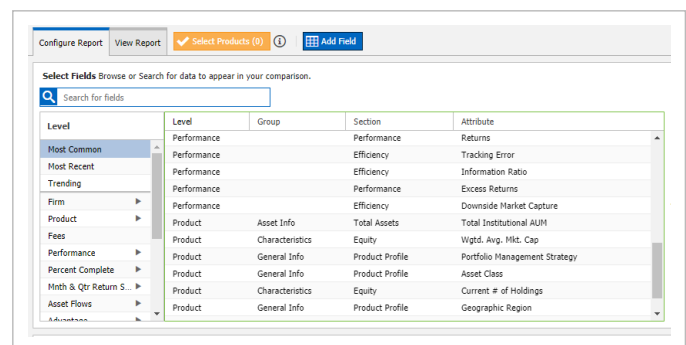 Configure Report View Report Select Products (0) Add Field
Select Fields Browse or Search for data to appear in your comparison.
Search for fields
Level
Most Common
Most Recent
Trending
Firm
Product
Fees
Performance
Percent Complete
Mnth & Qtr Return S...
Asset Flows
Advantage
Level Group Section Attribute
Performance Performance Returns
Performance Efficiency Tracking Error
Performance Efficiency Information Ratio
Performance Performance Excess Returns
Performance Efficiency Downside Market Capture
Product Asset Info Total Assets Total Institutional AUM
Product Characteristics Equity Wgtd. Avg. Mkt. Cap
Product General Info Product Profile Portfolio Management Strategy
Product General Info Product Profile Asset Class
Product Characteristics Equity Current # of Holdings
Product General Info Product Profile Geographic Region